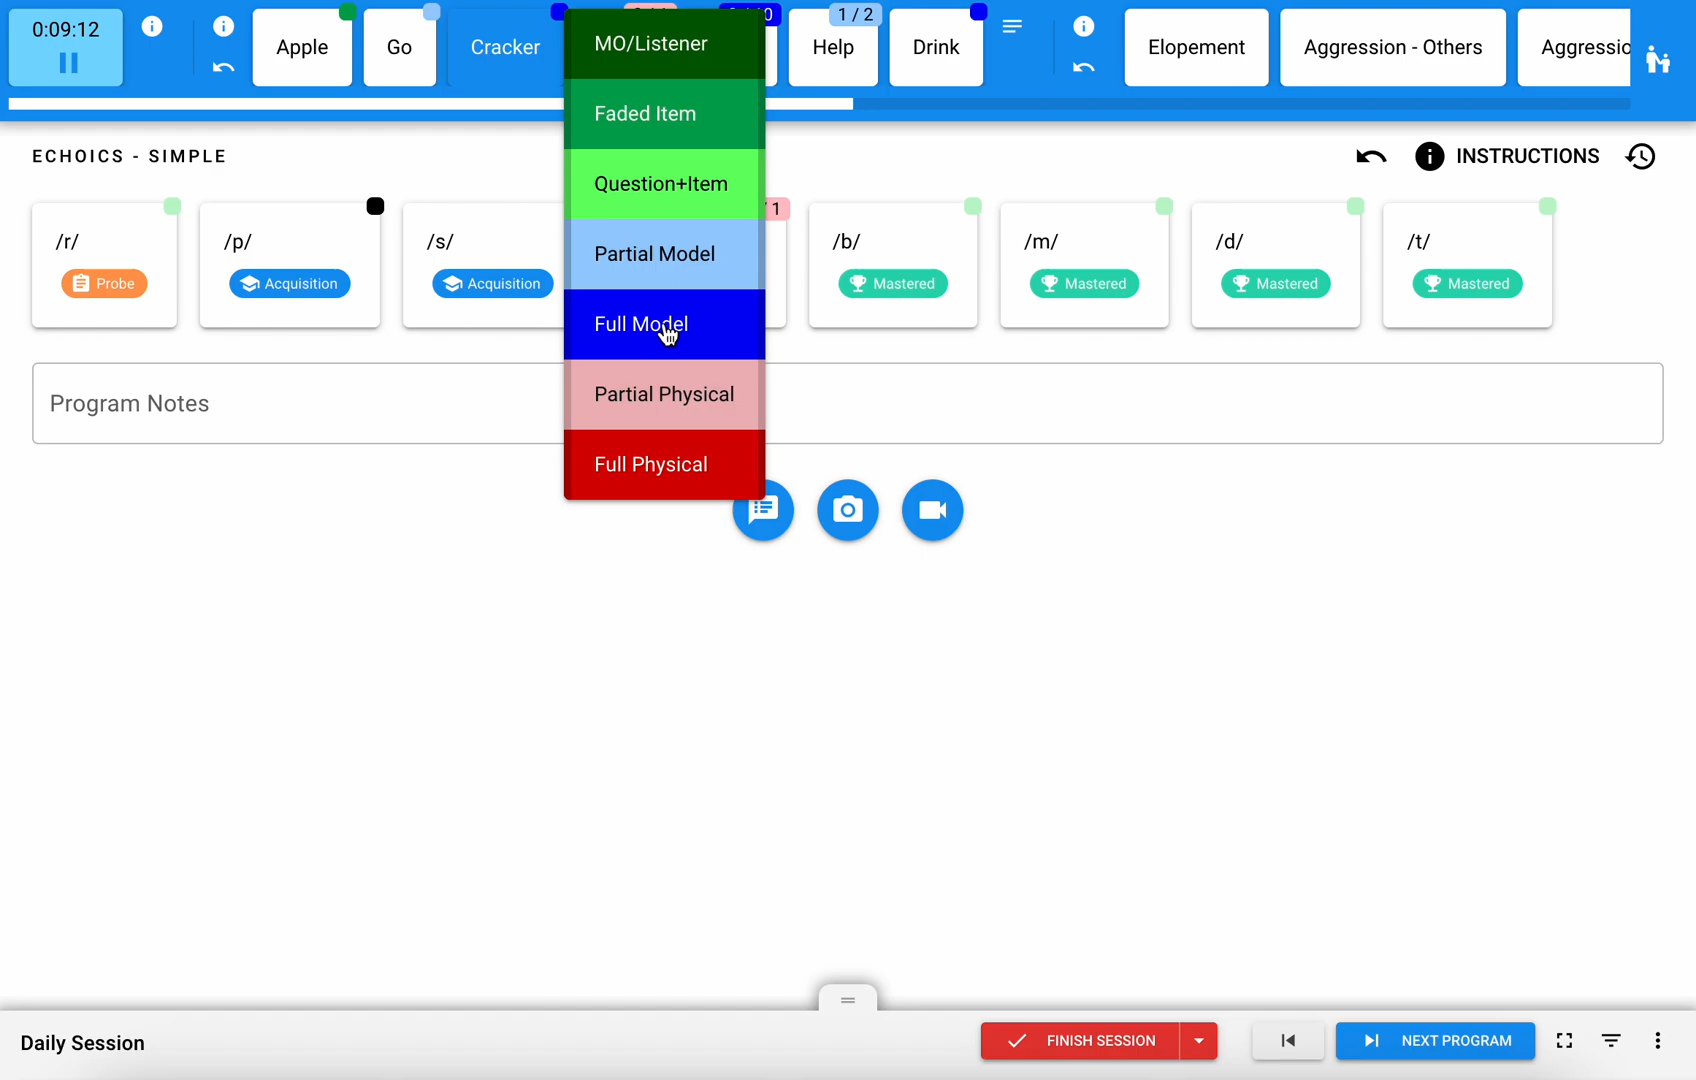 0:09:12
Apple
Go
Cracker
1 / 2
Help
Drink
Elopement
Aggression - Others
Aggressio
MO/Listener
Faded Item
Question+Item
Partial Model
Full Model
Partial Physical
Full Physical
ECHOICS - SIMPLE
INSTRUCTIONS
/r/
Probe
/p/
Acquisition
/s/
Acquisition
/ 1
/b/
Mastered
/m/
Mastered
/d/
Mastered
/t/
Mastered
Program Notes
Daily Session
FINISH SESSION
NEXT PROGRAM